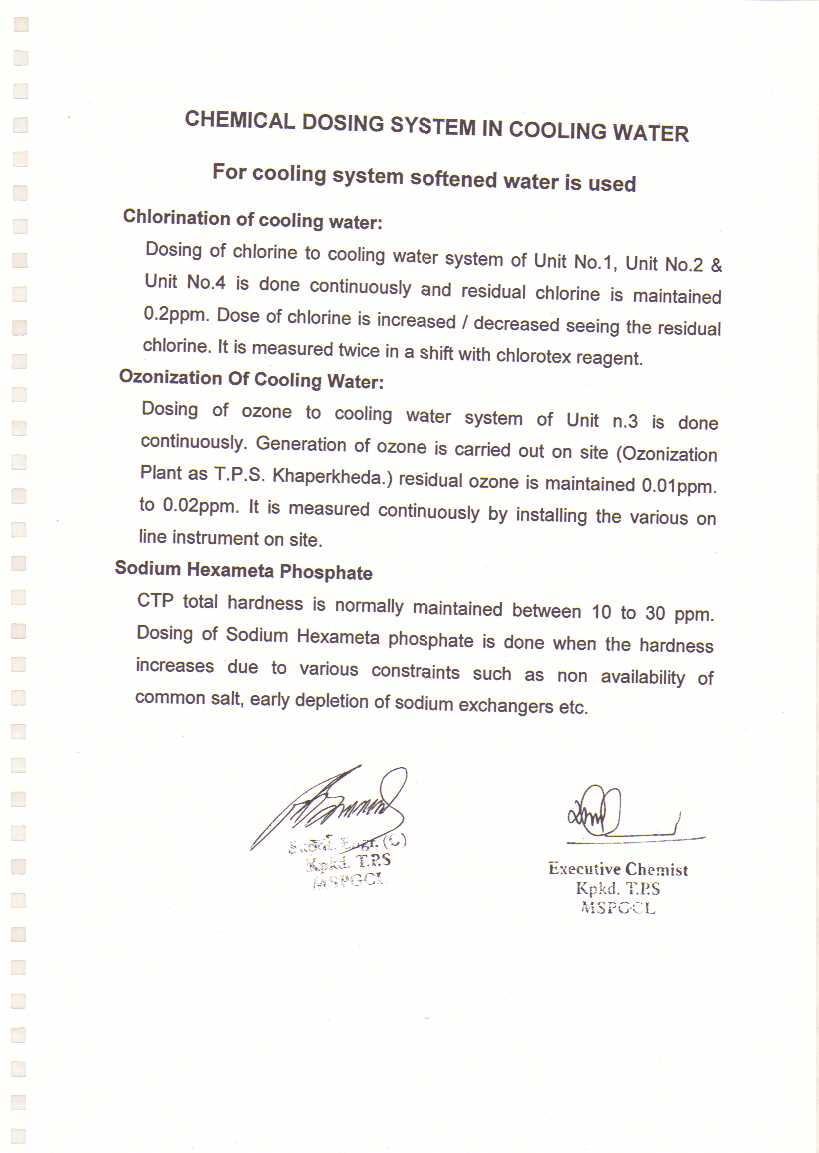 CHEMICAL DOSING SYSTEM IN COOLING WATER
For cooling system softened water is used
Chlorination of cooling water:
Dosing of chlorine to cooling water system of Unit No.1, Unit No.2 &
Unit No.4 is done continuously and residual chlorine is maintained
0.2ppm. Dose of chlorine is increased / decreased seeing the residual
chlorine. It is measured twice in a shift with chlorotex reagent.
Ozonization Of Cooling Water:
Dosing of ozone to cooling water system of Unit n.3 is done
continuously. Generation of ozone is carried out on site (Ozonization
Plant as T.P.S. Khaperkheda.) residual ozone is maintained 0.01ppm.
to 0.02ppm. It is measured continuously by installing the various on
line instrument on site.
Sodium Hexameta Phosphate
CTP total hardness is normally maintained between 10 to 30 ppm.
Dosing of Sodium Hexameta phosphate is done when the hardness
increases due to various constraints such as non availability of
common salt, early depletion of sodium exchangers etc.
Engr. (C)
Kpkd. T.P.S
MSPGCL
Executive Chemist
Kpkd. T.P.S
MSPGCL